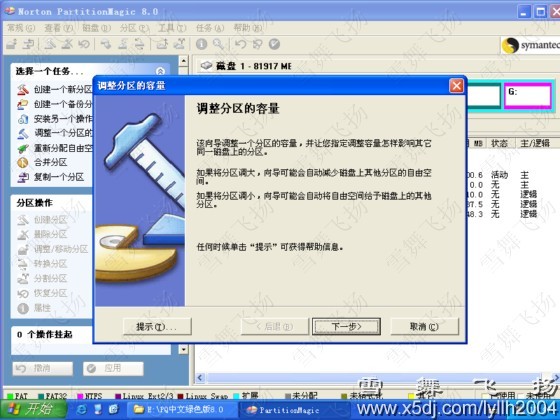 Norton PartitionMagic 8.0
常规(G) 查看(V) 磁盘(D) 分区(P) 工具(T) 任务(A) 帮助(H)
symantec
选择一个任务...
创建一个新分区
创建一个备份分
安装另一个操作
调整一个分区的
重新分配自由空
合并分区
复制一个分区
分区操作
创建分区
删除分区
调整/移动分区
转换分区
分割分区
恢复分区
属性
0 个操作挂起
撤消
应用
磁盘 1 - 81917 MB
G:
MB 状态 主/逻辑
00.6 活动 主
0.0 无 主
40.0 无 逻辑
37.5 无 逻辑
48.3 无 逻辑
调整分区的容量
调整分区的容量
该向导调整一个分区的容量，并让您指定调整容量怎样影响其它
同一磁盘上的分区。
如果将分区调大，向导可能会自动减少磁盘上其他分区的自由空
间。
如果将分区调小，向导可能会自动将自由空间给予磁盘上的其他
分区。
任何时候单击“提示”可获得帮助信息。
提示(T)...
< 后退(B)
下一步>
取消(C)
FAT FAT32 NTFS Linux Ext2/3 Linux Swap 扩展 未分配
开始
H:\PQ中文绿色版8.0
PartitionMagic
雪舞飞扬
www.x5dj.com/lyllh2004